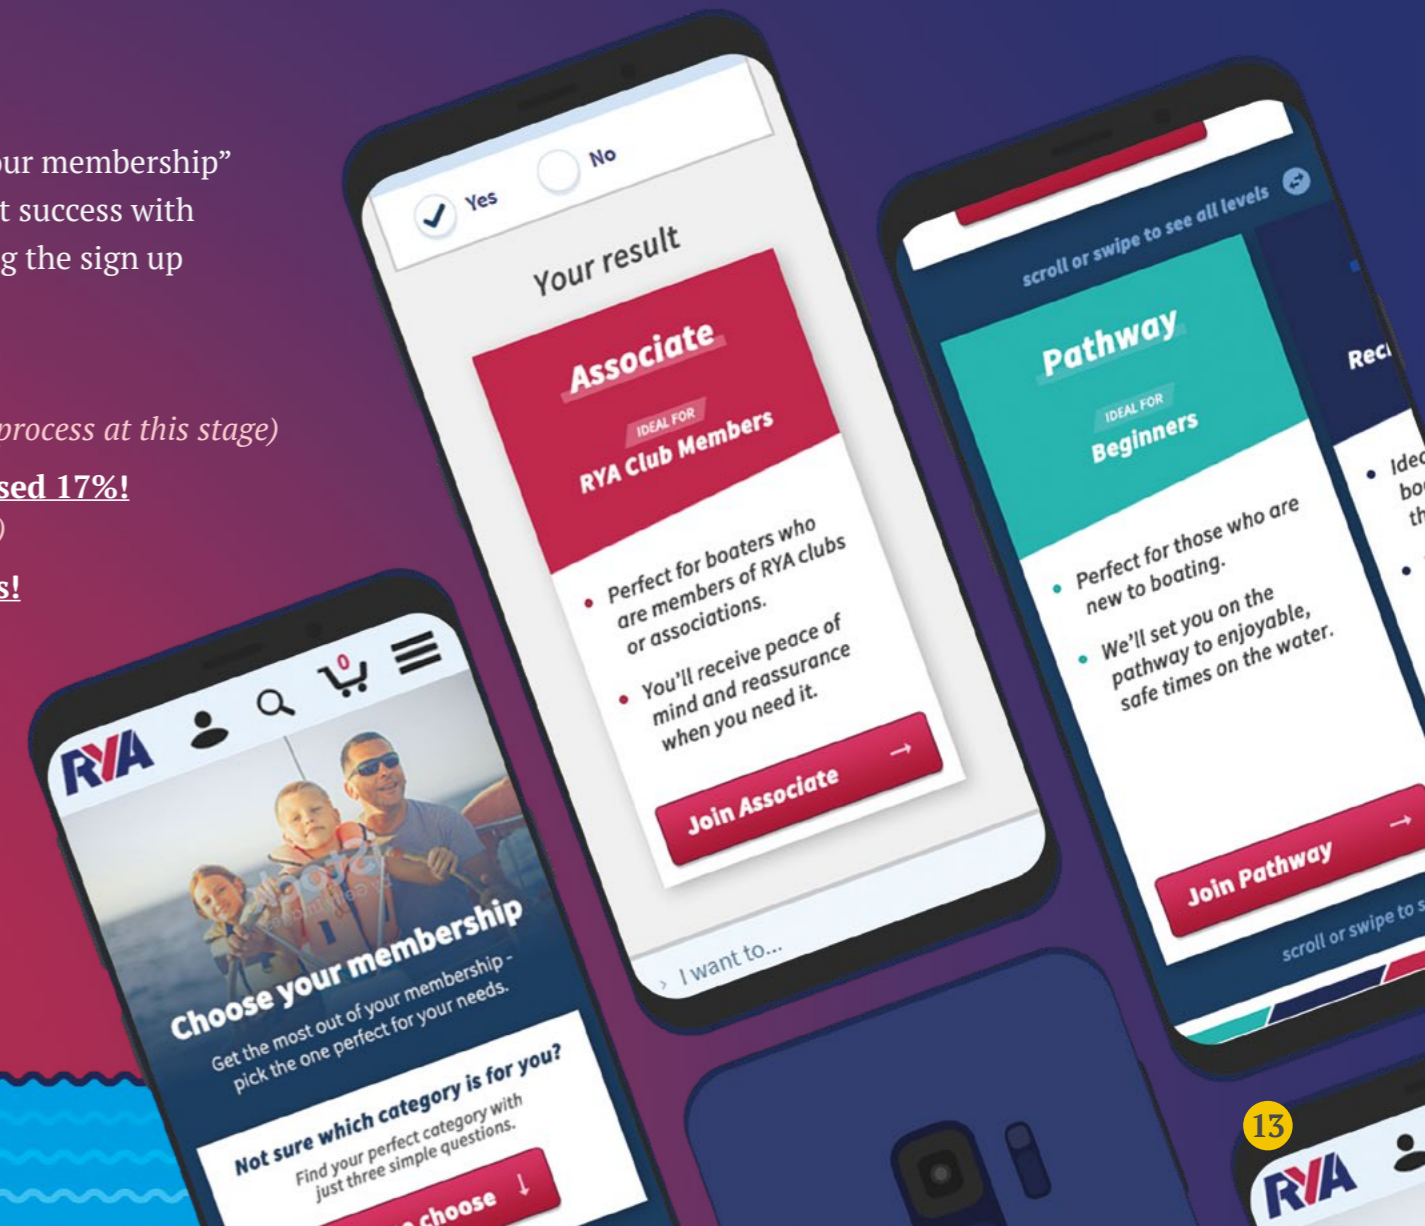 our membership”
t success with
g the sign up
process at this stage)
sed 17%!
)
s!
Yes
No
Your result
Associate
IDEAL FOR
RYA Club Members
• Perfect for boaters who
are members of RYA clubs
or associations.
• You’ll receive peace of
mind and reassurance
when you need it.
Join Associate →
› I want to...
scroll or swipe to see all levels
Pathway
IDEAL FOR
Beginners
• Perfect for those who are
new to boating.
• We’ll set you on the
pathway to enjoyable,
safe times on the water.
Join Pathway →
scroll or swipe to s
Rec
• Idea
bo
th
RYA
0
Choose your membership
Get the most out of your membership -
pick the one perfect for your needs.
Not sure which category is for you?
Find your perfect category with
just three simple questions.
choose ↓
13
RYA